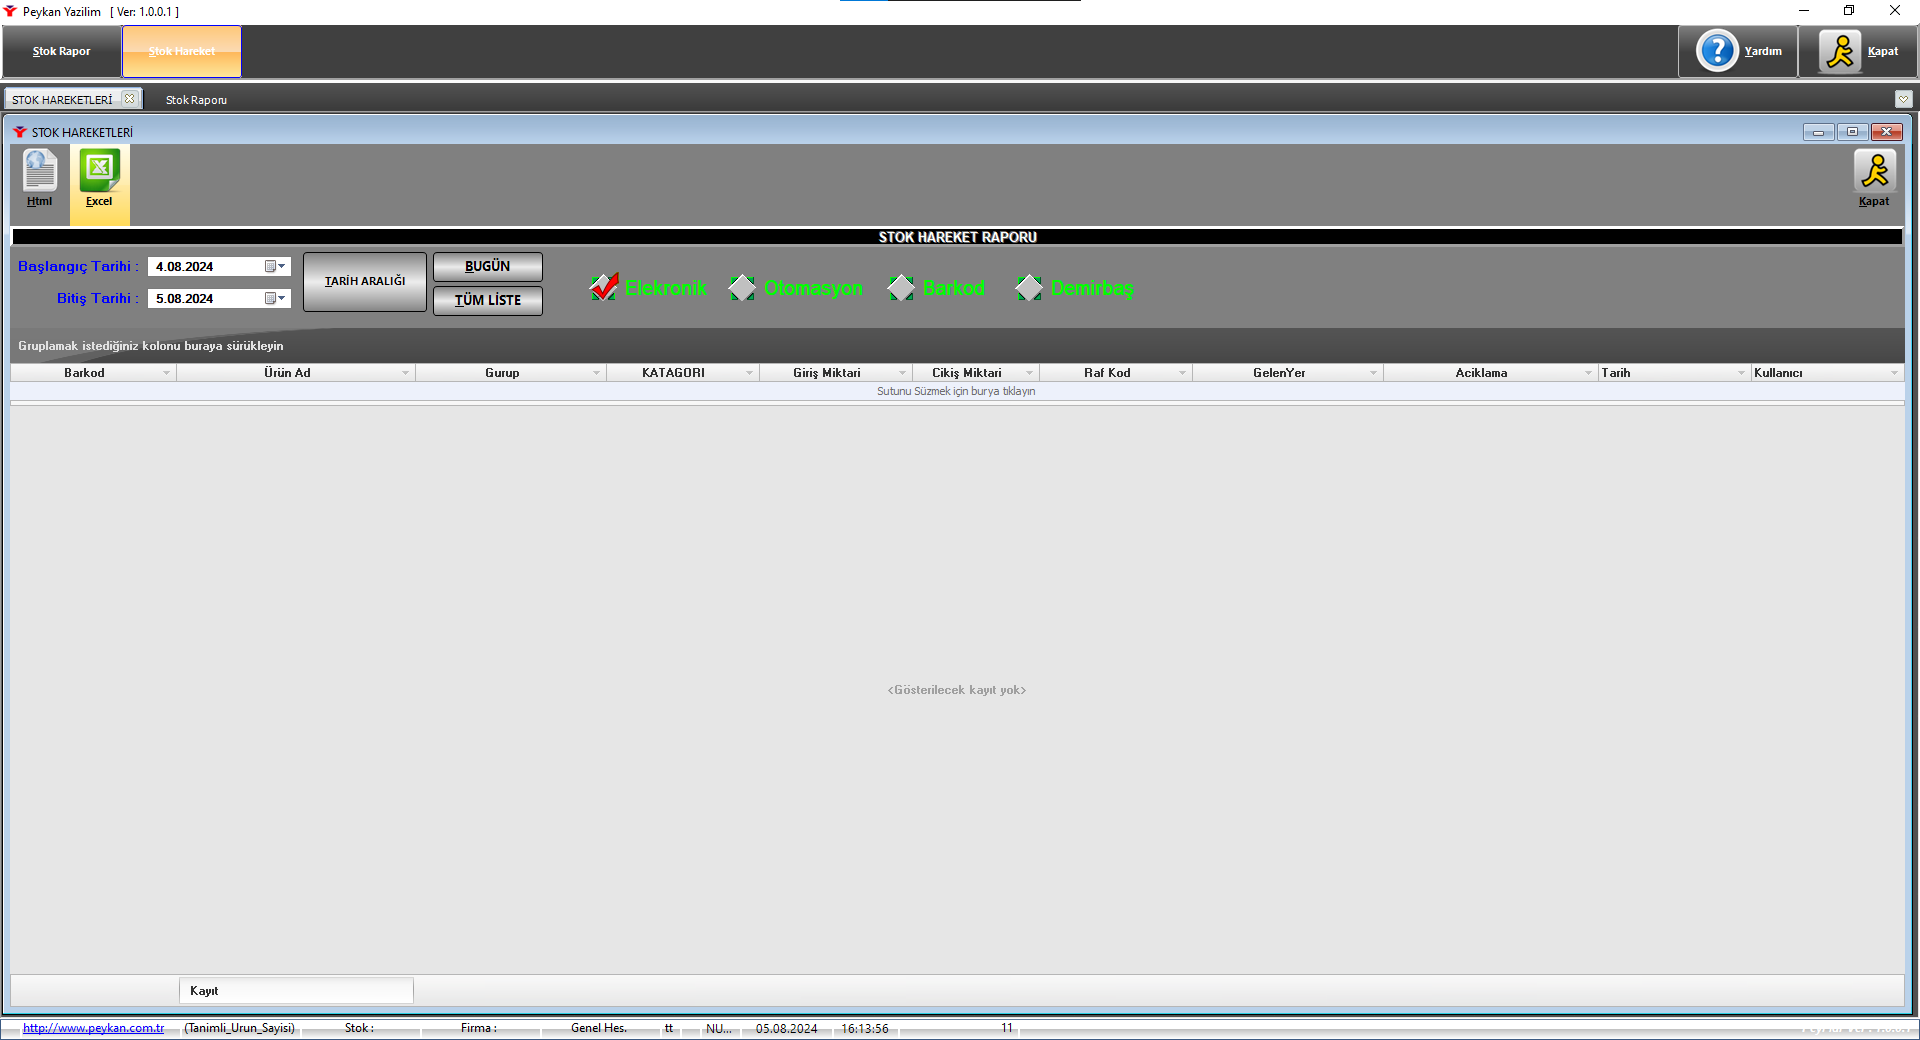 Peykan Yazilim [ Ver: 1.0.0.1 ]
Stok Rapor
Stok Hareket
Yardım
Kapat
STOK HAREKETLERİ
Stok Raporu
STOK HAREKETLERİ
Html
Excel
Kapat
STOK HAREKET RAPORU
Başlangıç Tarihi : 4.08.2024
Bitiş Tarihi : 5.08.2024
TARİH ARALIĞI
BUGÜN
TÜM LİSTE
Elekronik Otomasyon Barkod Demirbaş
Gruplamak istediğiniz kolonu buraya sürükleyin
Barkod Ürün Ad Gurup KATAGORI Giriş Miktari Cikiş Miktari Raf Kod GelenYer Aciklama Tarih Kullanıcı
Sutunu Süzmek için burya tıklayın
<Gösterilecek kayıt yok>
Kayıt
http://www.peykan.com.tr (Tanimli_Urun_Sayisi) Stok : Firma : Genel Hes. tt NU... 05.08.2024 16:13:56 11